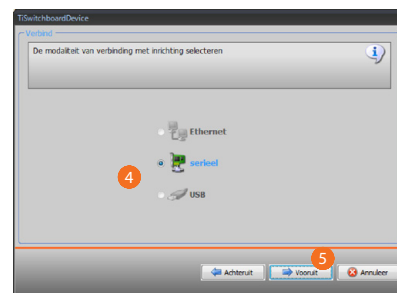 TiSwitchboardDevice
Verbind
De modaliteit van verbinding met inrichting selecteren
Ethernet
serieel
4
USB
5
Achteruit
Vooruit
Annuleer